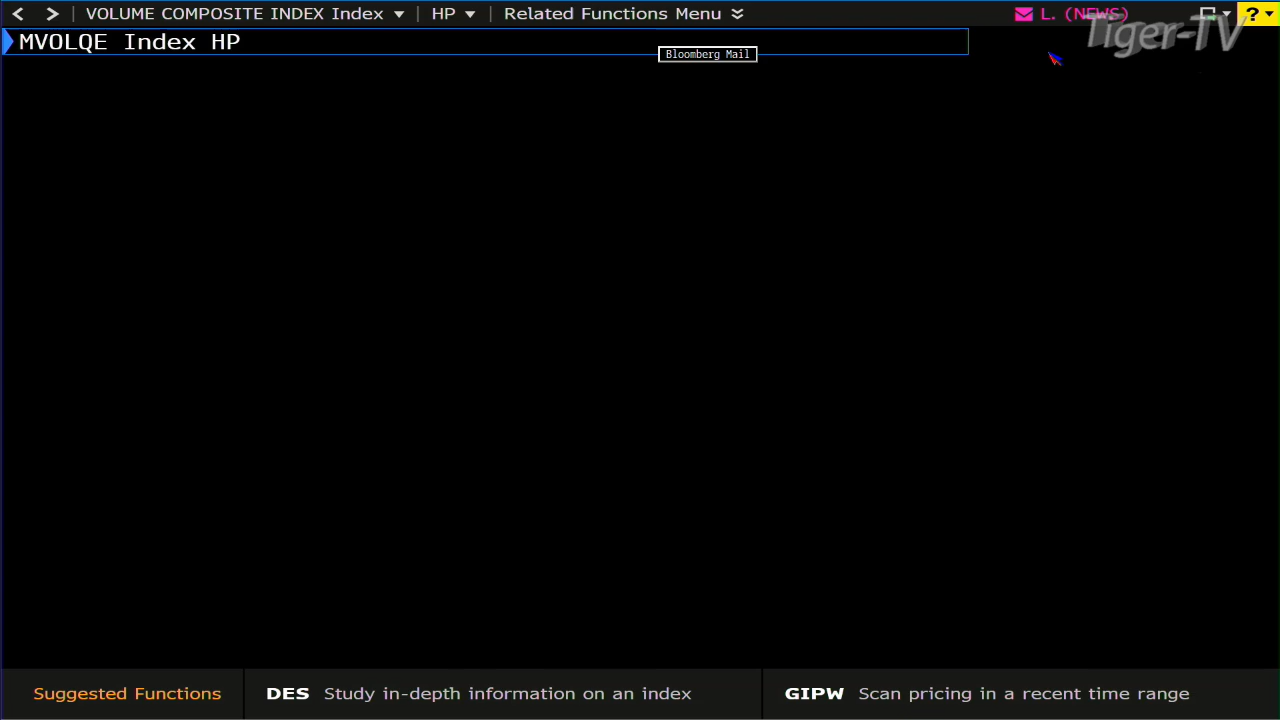 VOLUME COMPOSITE INDEX Index HP Related Functions Menu L. (NEWS) ?
Tiger-TV
MVOLQE Index HP
Bloomberg Mail
Suggested Functions DES Study in-depth information on an index GIPW Scan pricing in a recent time range